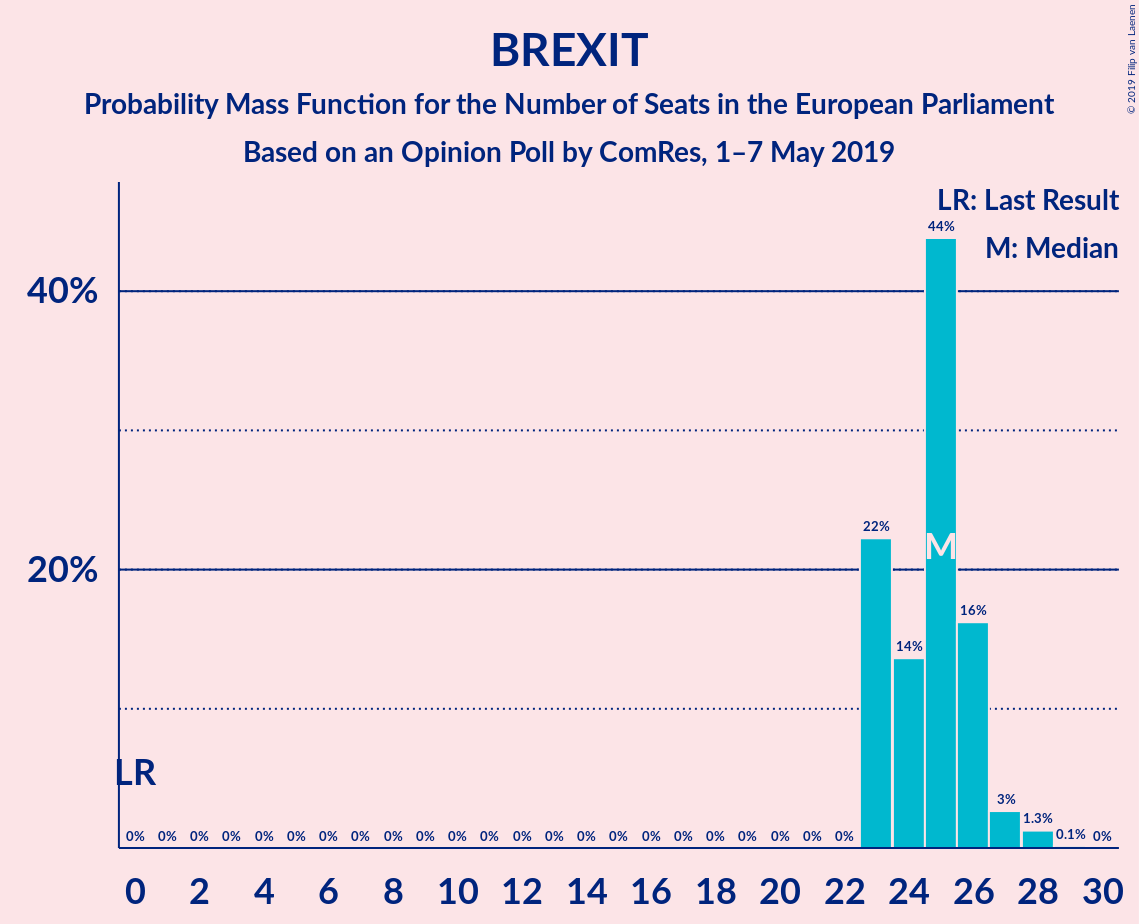 BREXIT
Probability Mass Function for the Number of Seats in the European Parliament
Based on an Opinion Poll by ComRes, 1–7 May 2019
© 2019 Filip van Laenen
LR: Last Result
M: Median
44%
40%
22%
M
20%
16%
14%
LR
3%
1.3%
0% 0% 0% 0% 0% 0% 0% 0% 0% 0% 0% 0% 0% 0% 0% 0% 0% 0% 0% 0% 0% 0% 0% 0.1% 0%
0 2 4 6 8 10 12 14 16 18 20 22 24 26 28 30